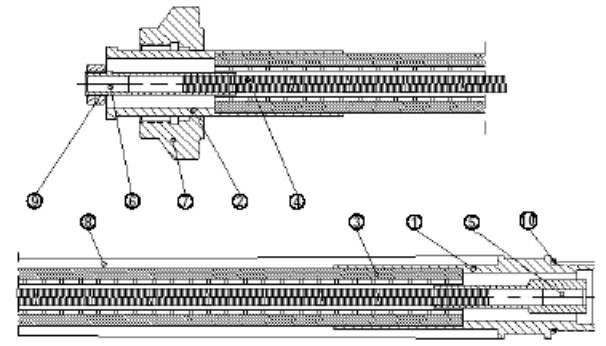 ⑨ ⑥ ⑦ ② ④
⑧ ③ ① ⑤ ⑩